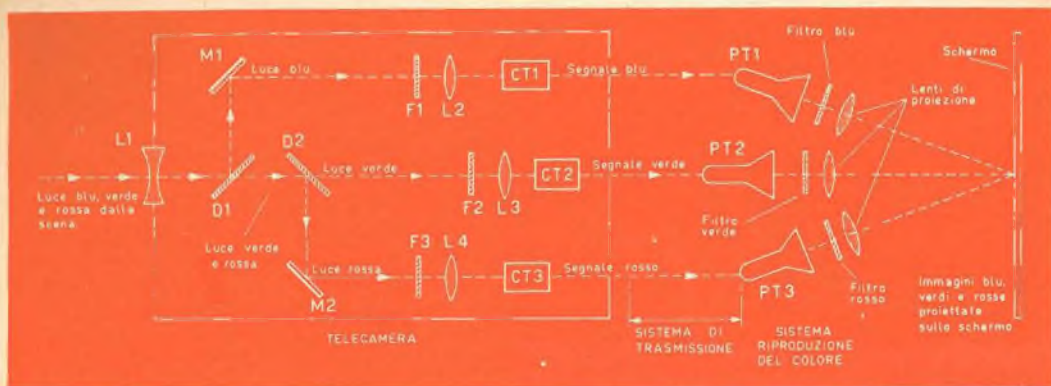 M1
Luce blu
F1
L2
CT1
Segnale blu
PT1
Filtro blu
Schermo
Lenti di
proiezione
L1
Luce blu, verde
e rossa dalla
scena
D1
D2
Luce verde
F2
L3
CT2
Segnale verde
PT2
Filtro
verde
Luce verde
e rossa
M2
Luce rossa
F3
L4
CT3
Segnale rosso
PT3
Filtro
rosso
Immagini blu,
verdi e rosse
proiettate
sullo schermo
TELECAMERA
SISTEMA DI
TRASMISSIONE
SISTEMA
RIPRODUZIONE
DEL COLORE